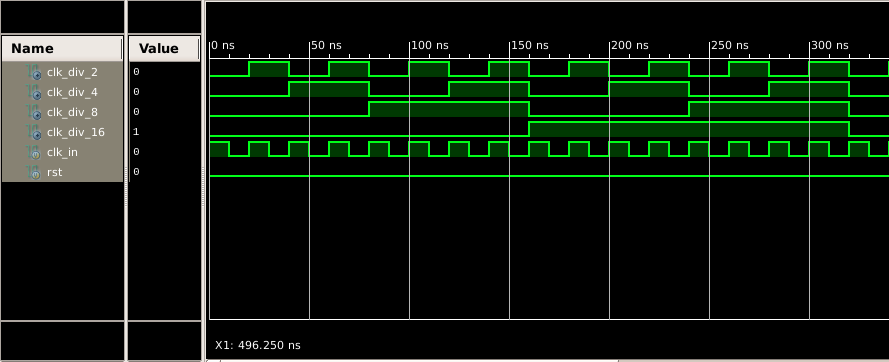 Name Value
0 ns 50 ns 100 ns 150 ns 200 ns 250 ns 300 ns
clk_div_2 0
clk_div_4 0
clk_div_8 0
clk_div_16 1
clk_in 0
rst 0
X1: 496.250 ns